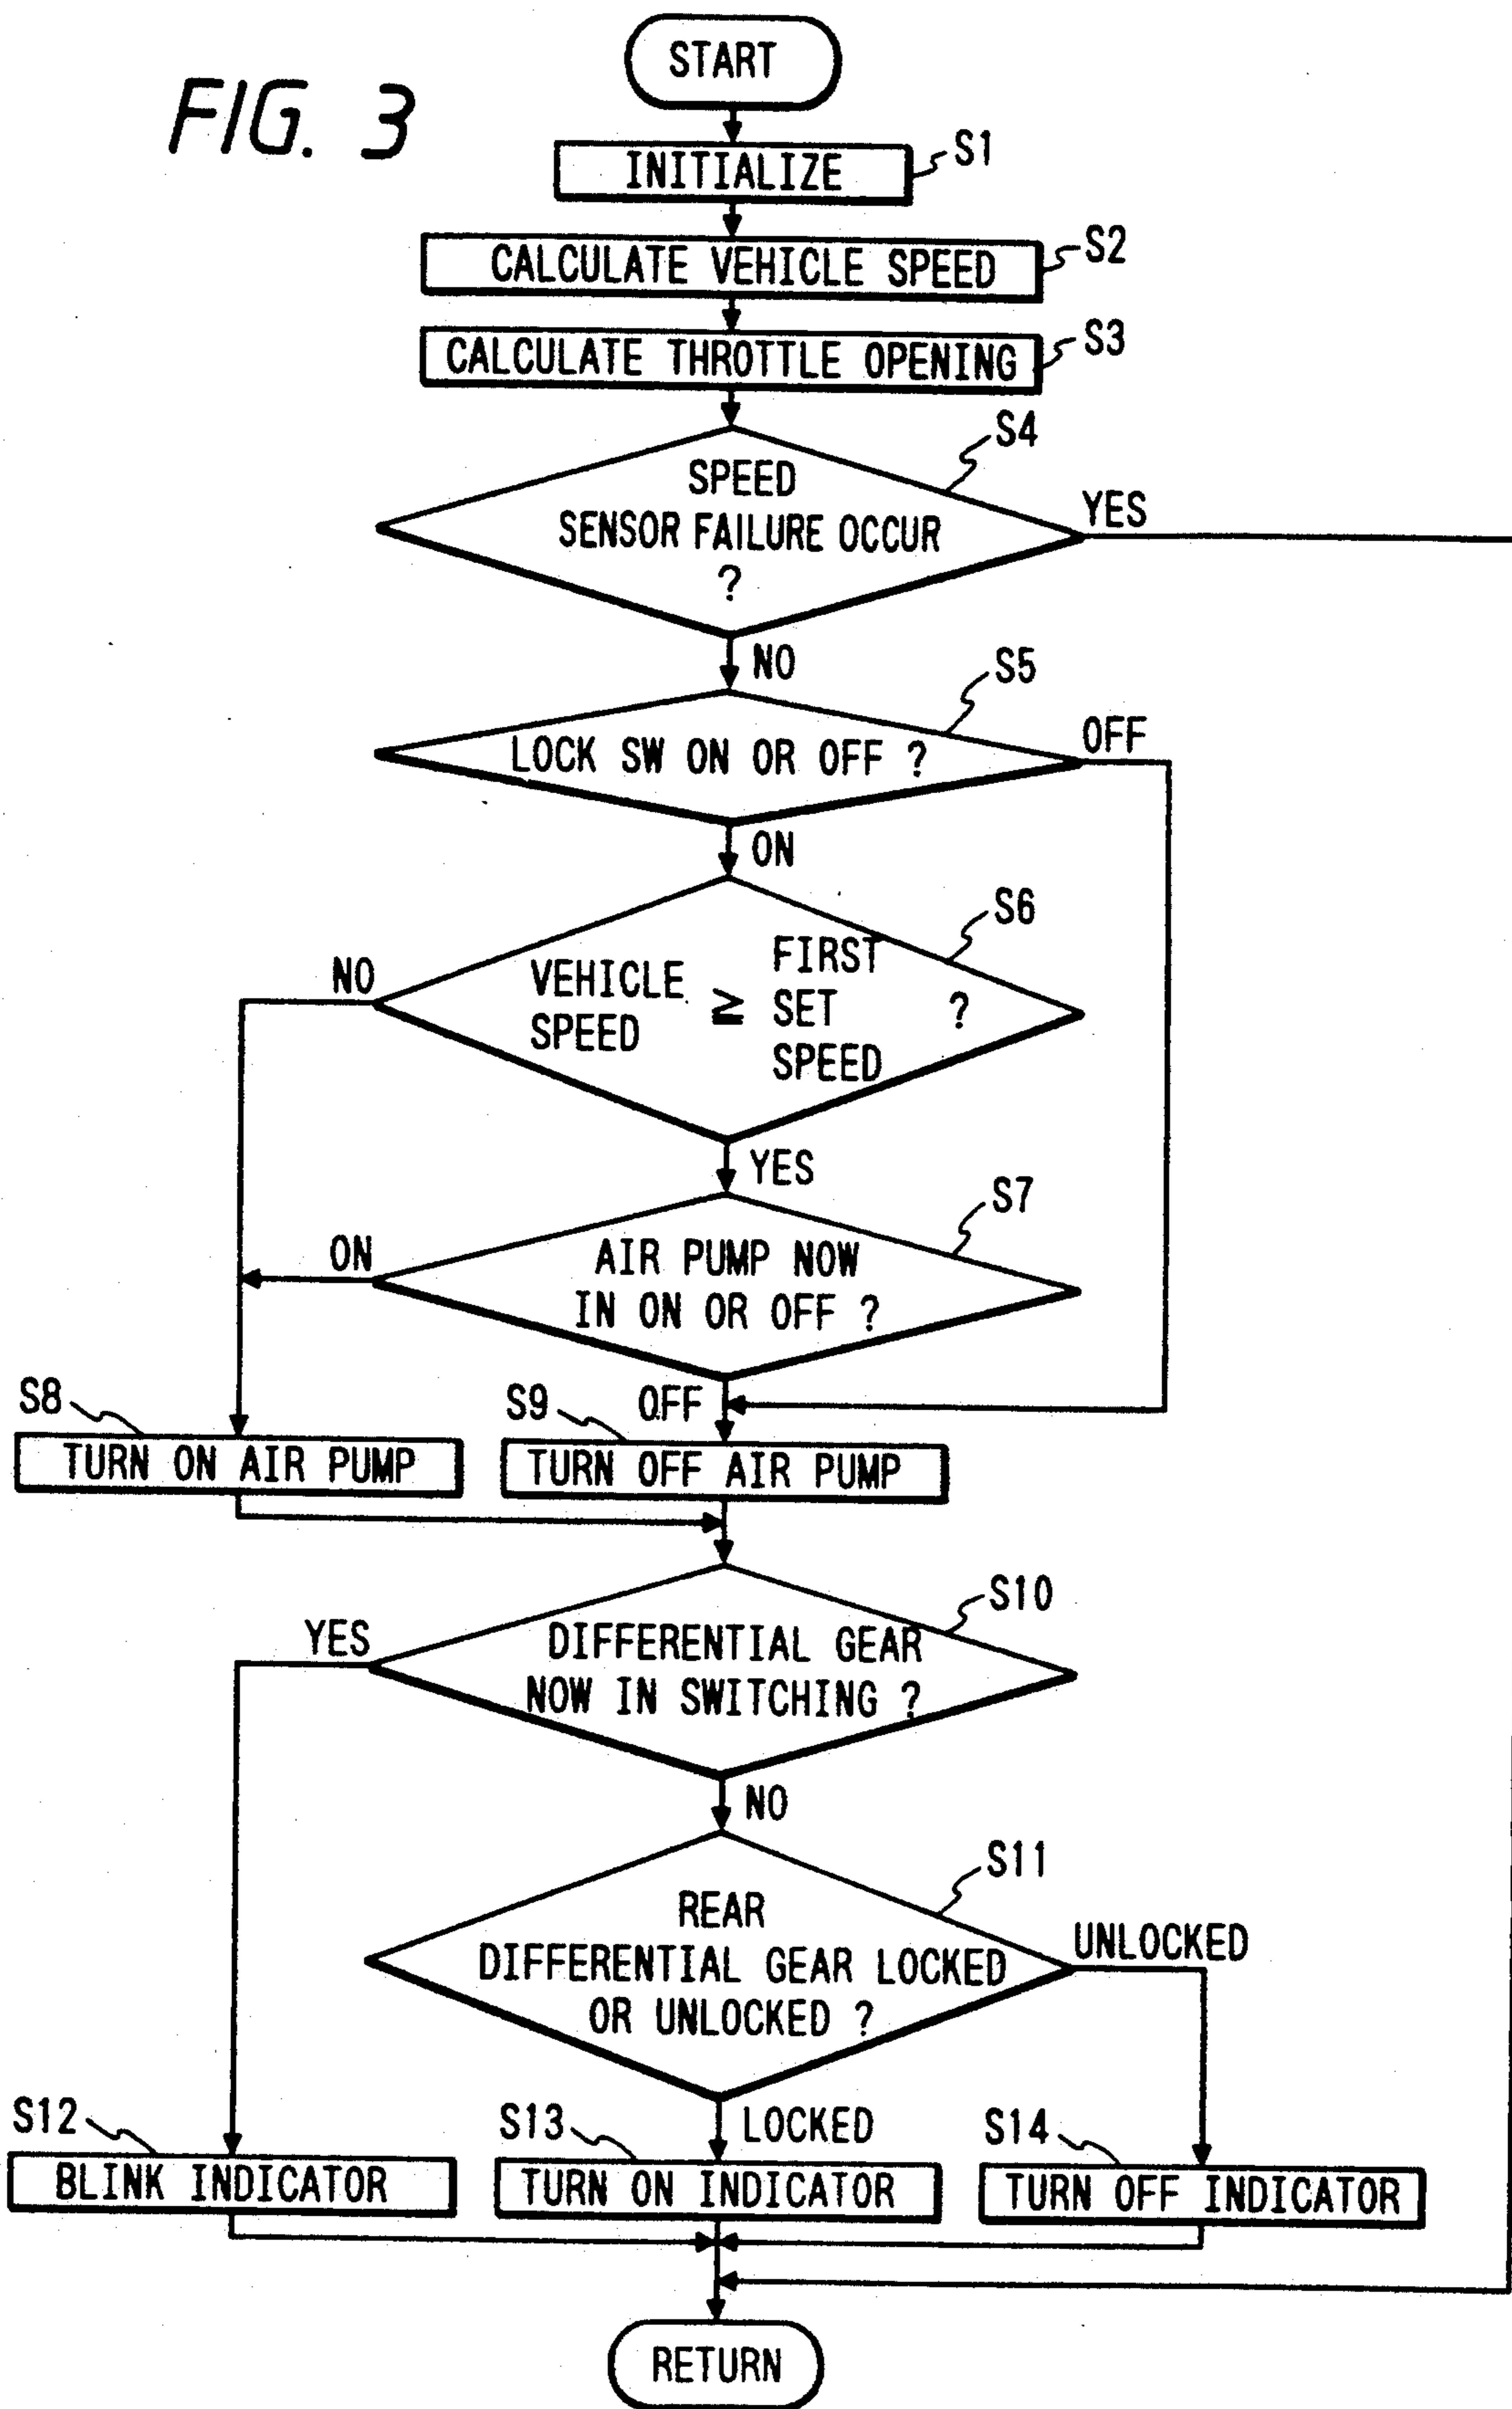 START
FIG. 3
INITIALIZE
S1
CALCULATE VEHICLE SPEED
S2
CALCULATE THROTTLE OPENING
S3
S4
SPEED
SENSOR FAILURE OCCUR
?
YES
NO
S5
LOCK SW ON OR OFF ?
OFF
ON
S6
NO
VEHICLE
SPEED
≧
FIRST
SET
SPEED
?
YES
S7
ON
AIR PUMP NOW
IN ON OR OFF ?
OFF
S8
TURN ON AIR PUMP
S9
TURN OFF AIR PUMP
S10
YES
DIFFERENTIAL GEAR
NOW IN SWITCHING ?
NO
S11
REAR
DIFFERENTIAL GEAR LOCKED
OR UNLOCKED ?
UNLOCKED
LOCKED
S12
BLINK INDICATOR
S13
TURN ON INDICATOR
S14
TURN OFF INDICATOR
RETURN